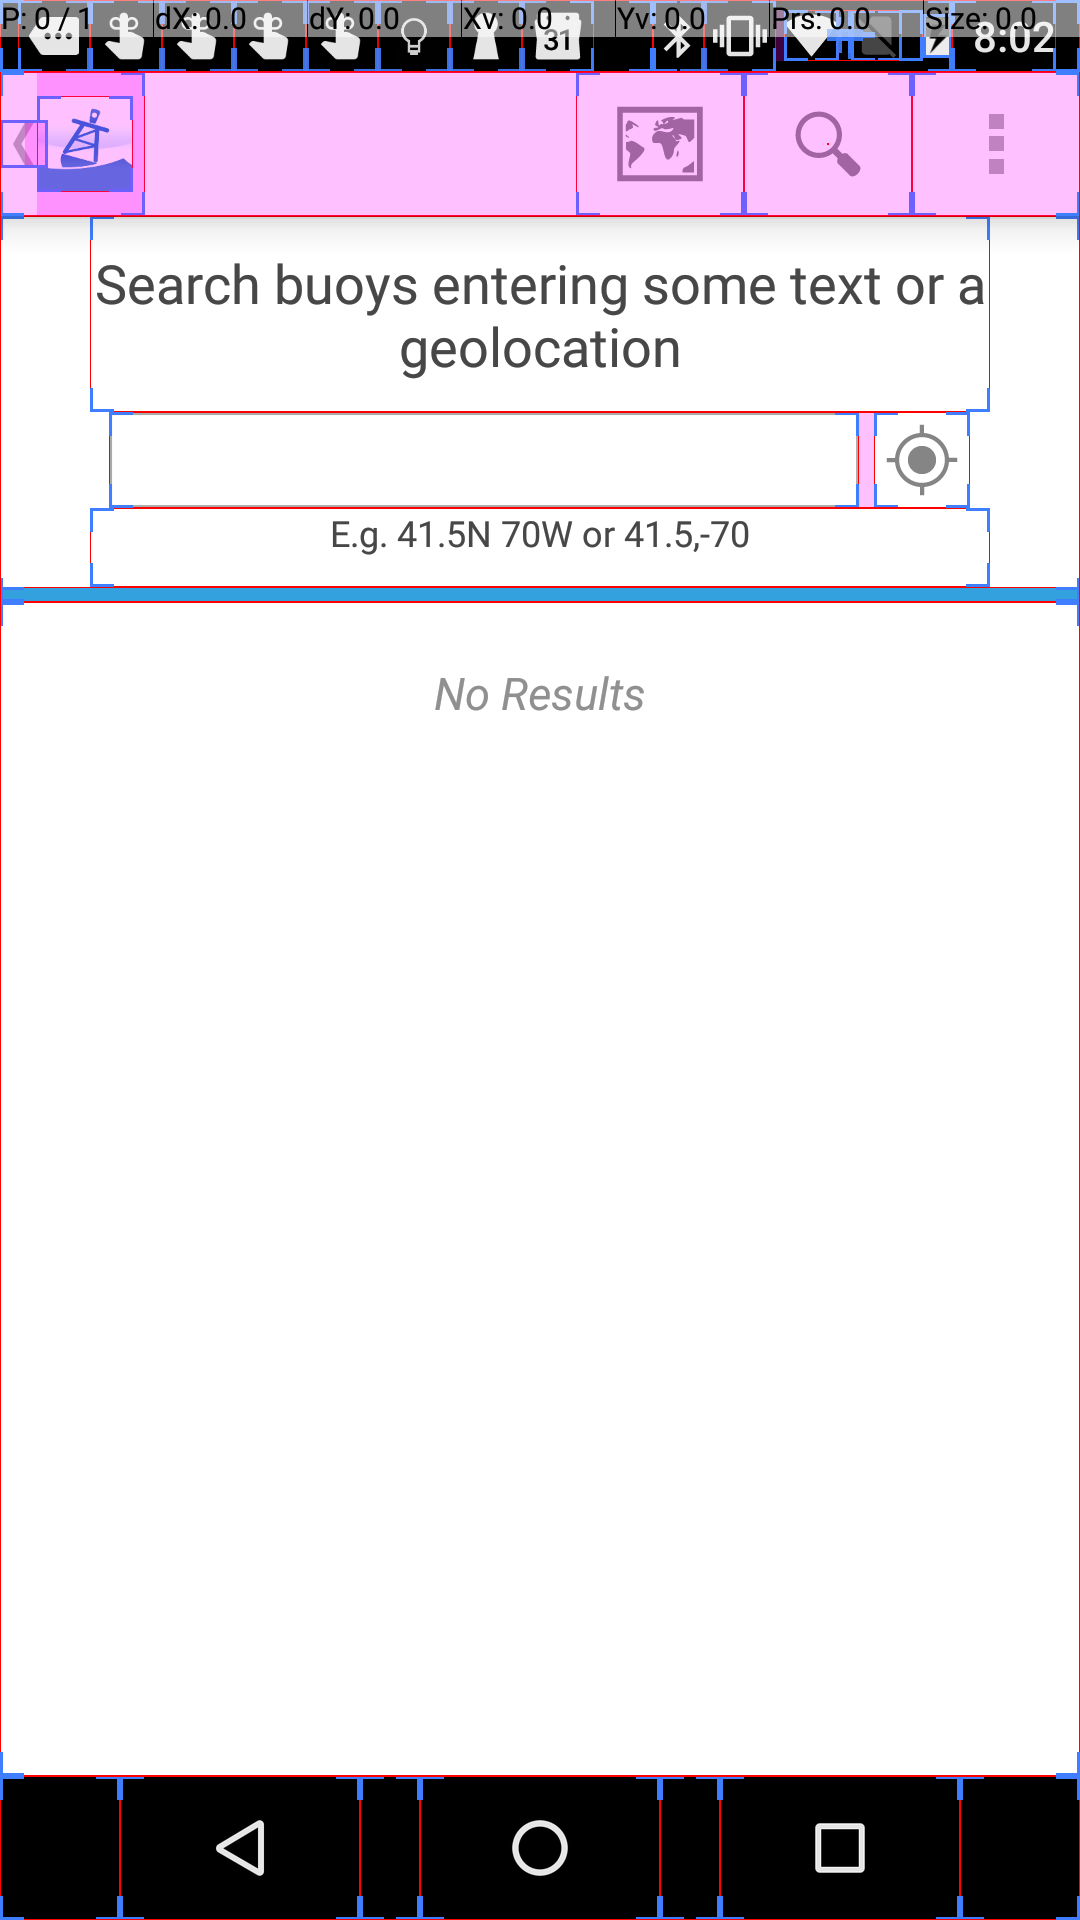 P: 0 / 1 dX: 0.0 dY: 0.0 Xv: 0.0 Yv: 0.0 Prs: 0.0 Size: 0.0
31 8:02
Search buoys entering some text or a
geolocation
E.g. 41.5N 70W or 41.5,-70
No Results